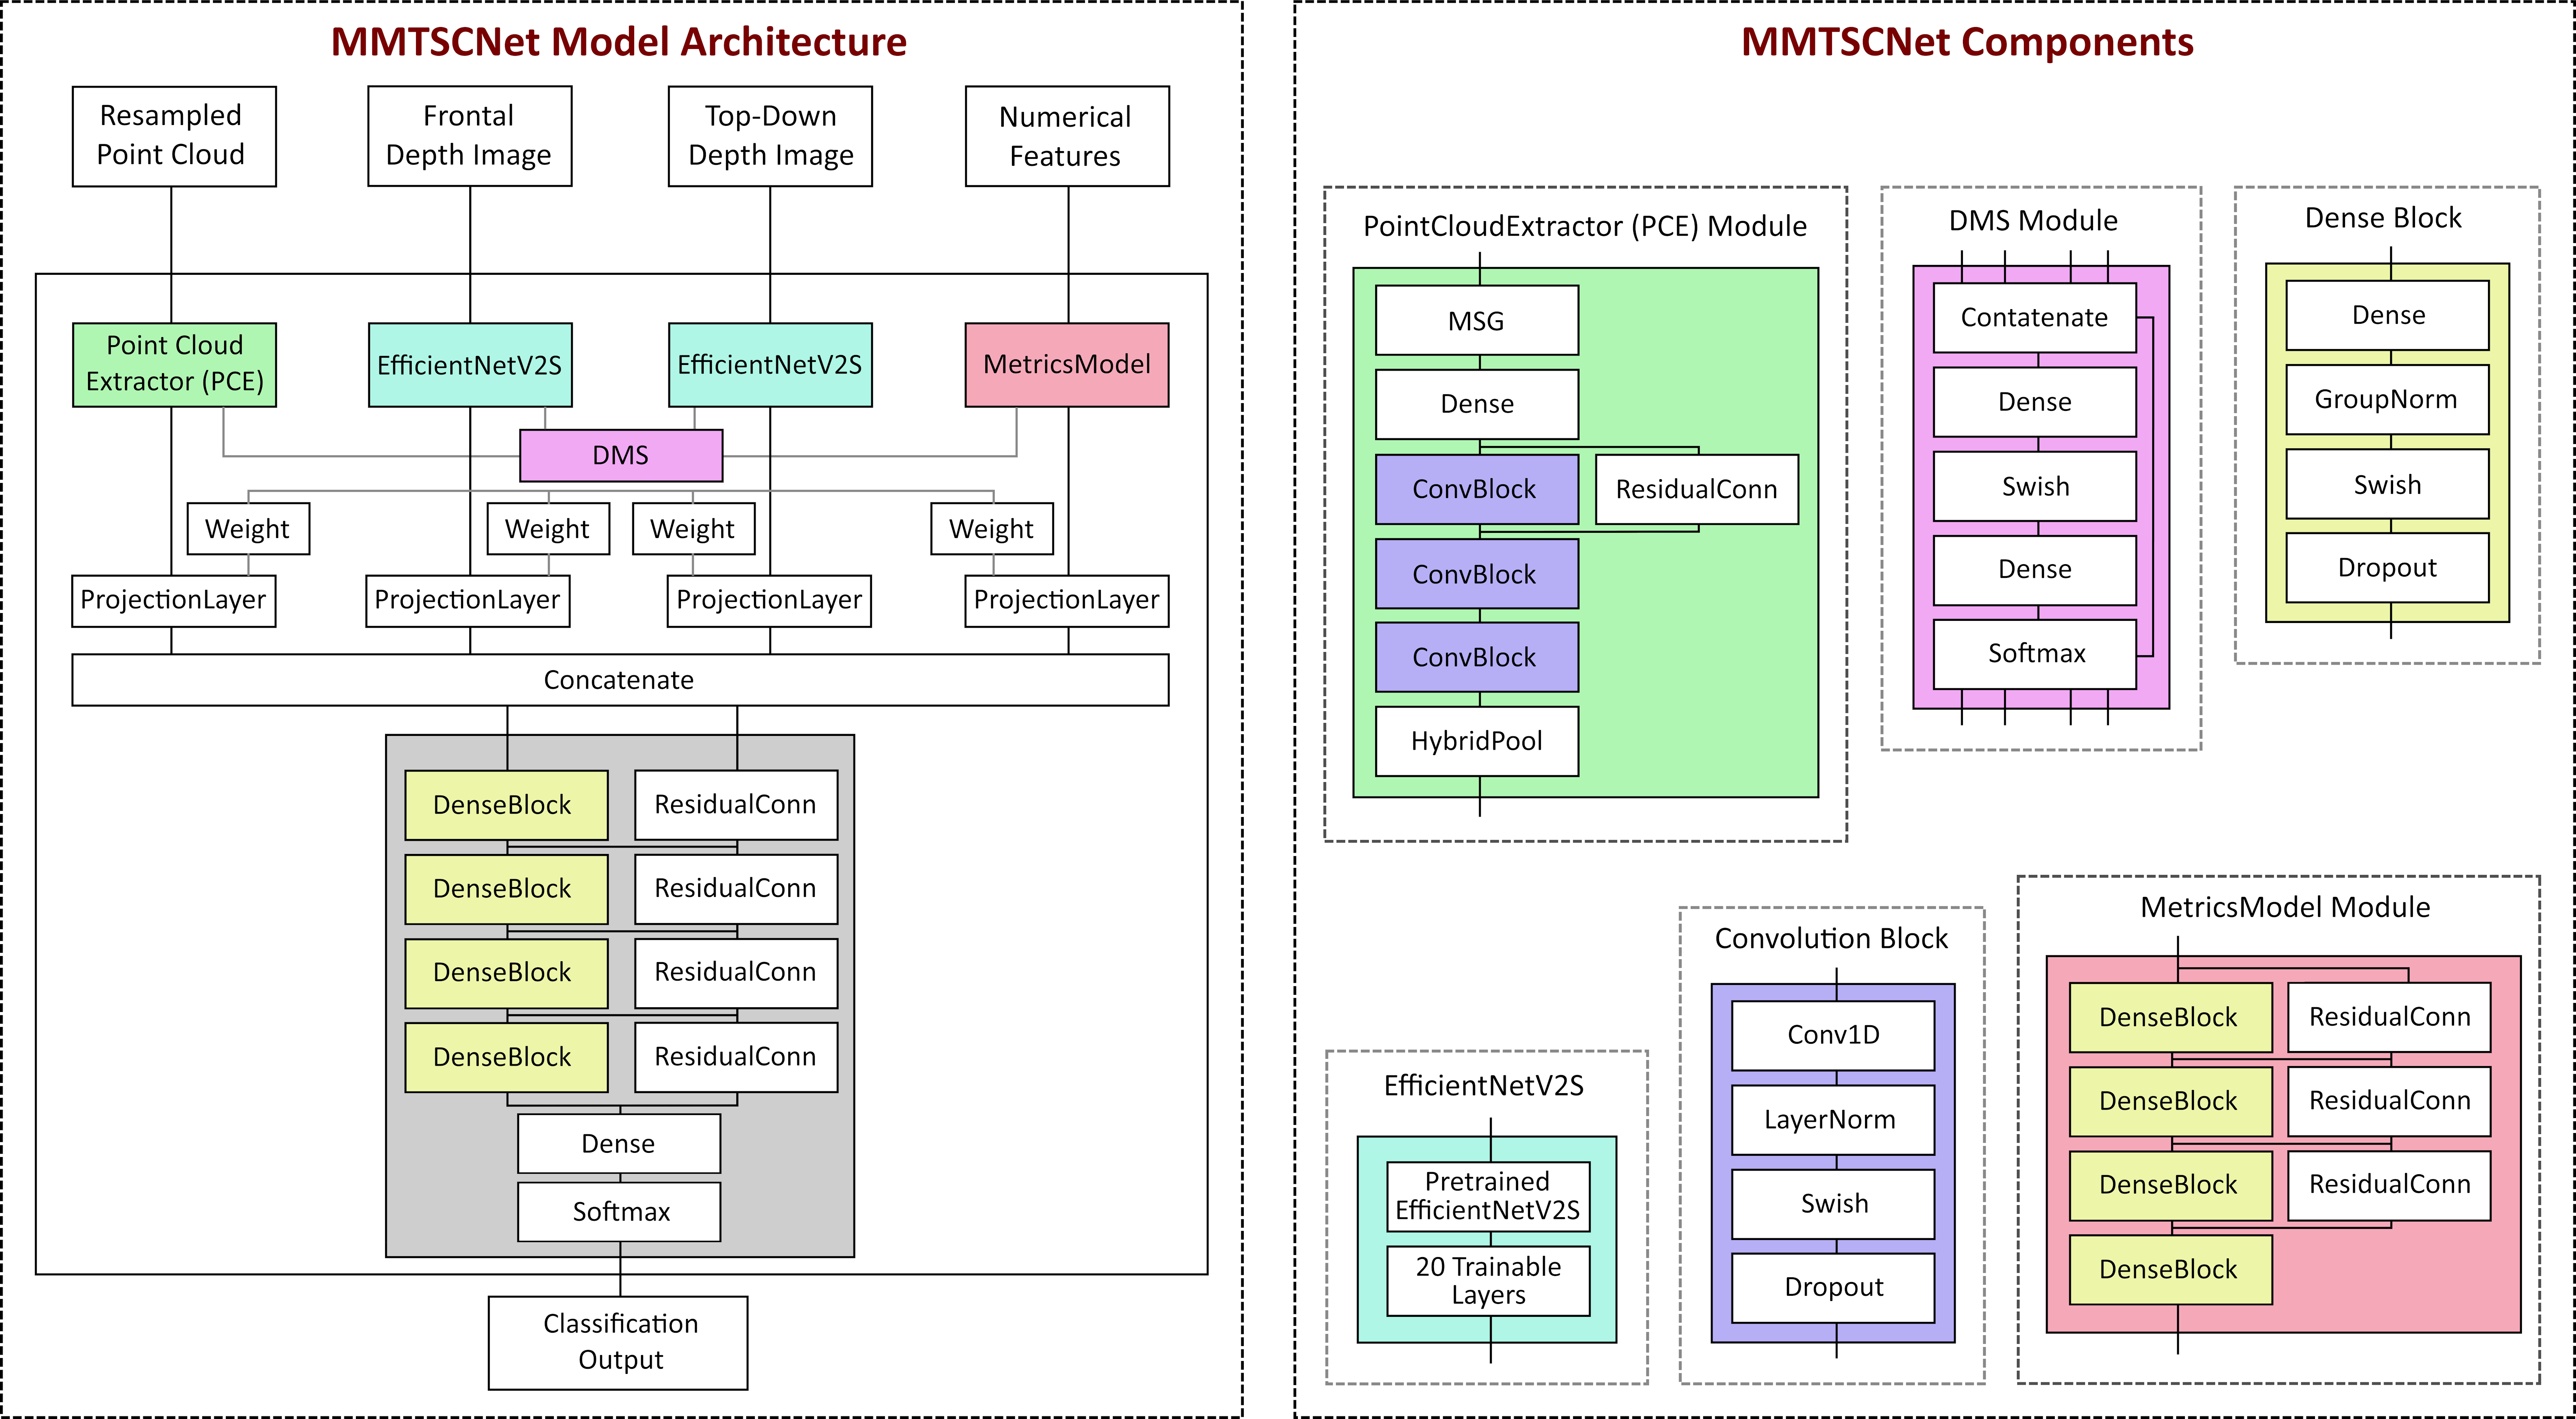 MMTSCNet Model Architecture
Resampled
Point Cloud
Frontal
Depth Image
Top-Down
Depth Image
Numerical
Features
Point Cloud
Extractor (PCE)
EfficientNetV2S
EfficientNetV2S
MetricsModel
DMS
Weight
Weight
Weight
Weight
ProjectionLayer
ProjectionLayer
ProjectionLayer
ProjectionLayer
Concatenate
DenseBlock
ResidualConn
DenseBlock
ResidualConn
DenseBlock
ResidualConn
DenseBlock
ResidualConn
Dense
Softmax
Classification
Output
MMTSCNet Components
PointCloudExtractor (PCE) Module
MSG
Dense
ConvBlock
ResidualConn
ConvBlock
ConvBlock
HybridPool
DMS Module
Contatenate
Dense
Swish
Dense
Softmax
Dense Block
Dense
GroupNorm
Swish
Dropout
EfficientNetV2S
Pretrained
EfficientNetV2S
20 Trainable
Layers
Convolution Block
Conv1D
LayerNorm
Swish
Dropout
MetricsModel Module
DenseBlock
ResidualConn
DenseBlock
ResidualConn
DenseBlock
ResidualConn
DenseBlock